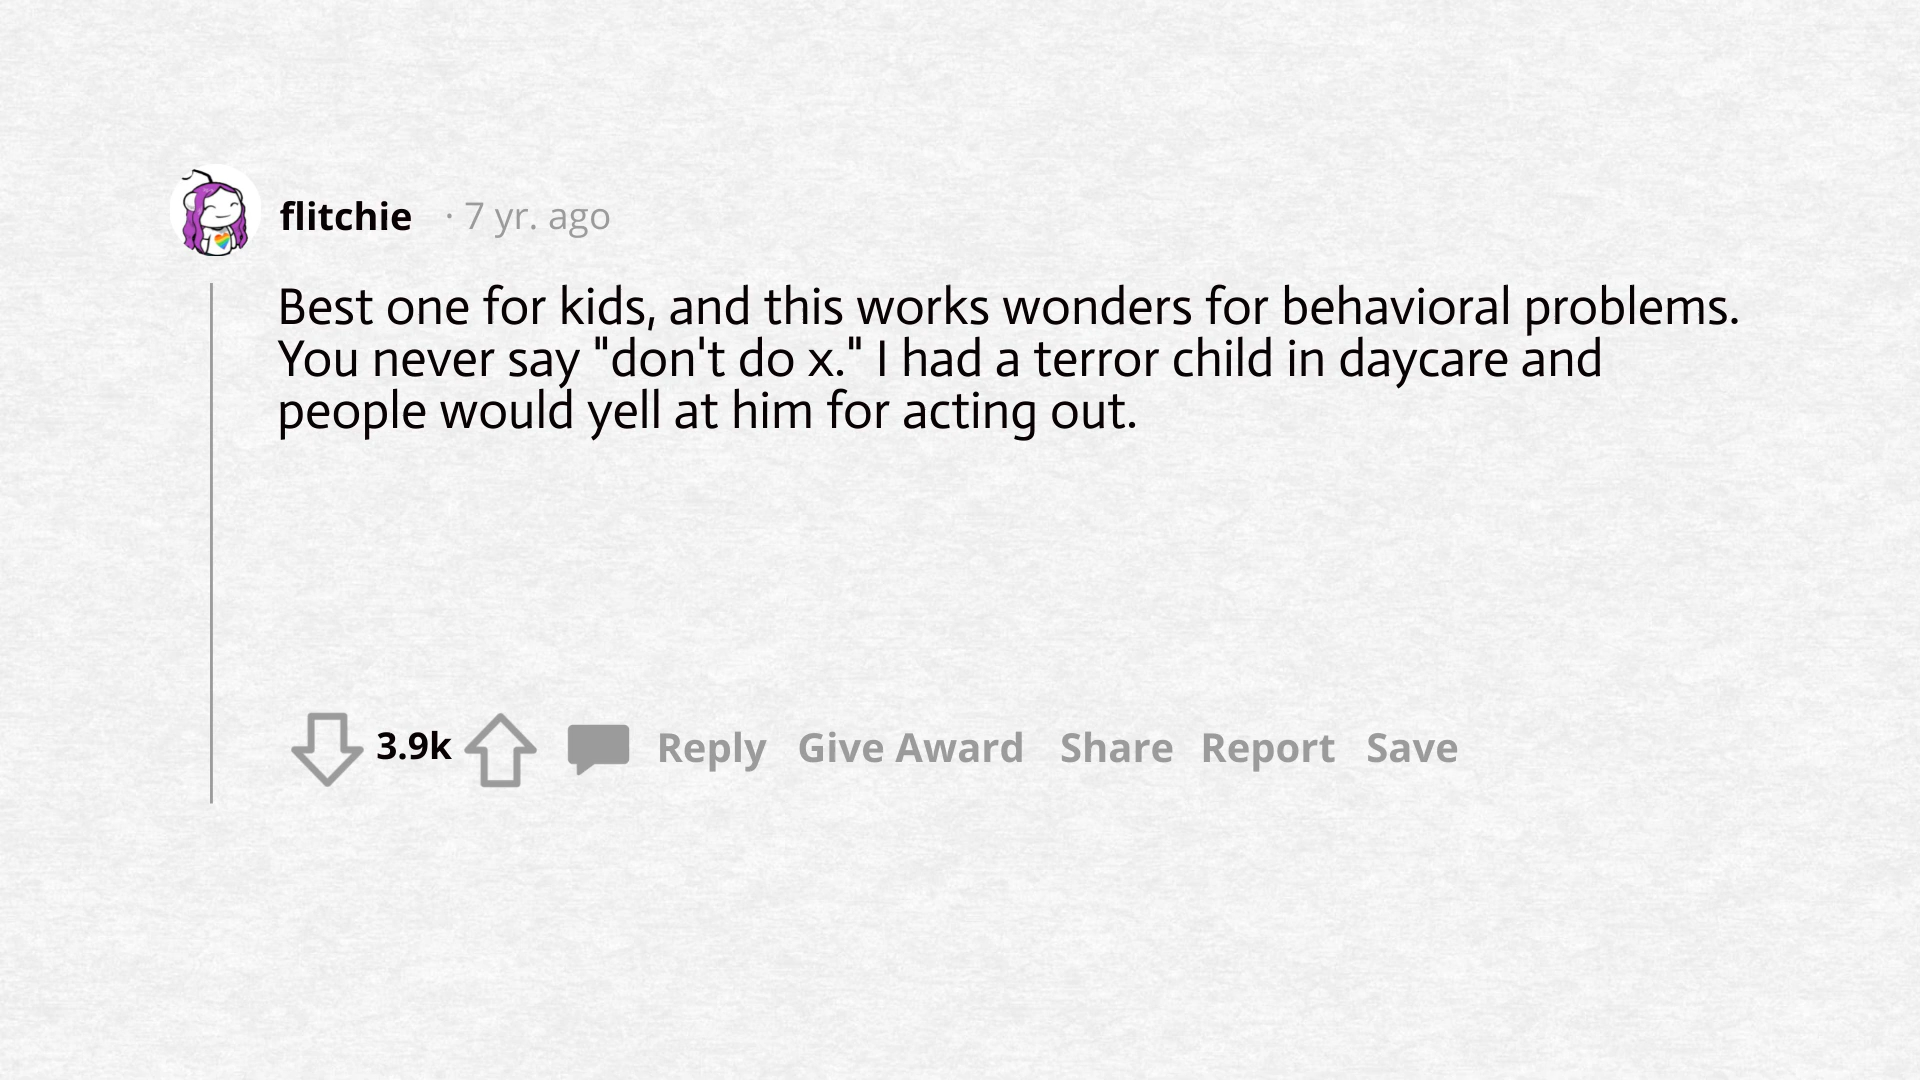 flitchie · 7 yr. ago
Best one for kids, and this works wonders for behavioral problems.
You never say "don't do x." I had a terror child in daycare and
people would yell at him for acting out.
3.9k Reply Give Award Share Report Save